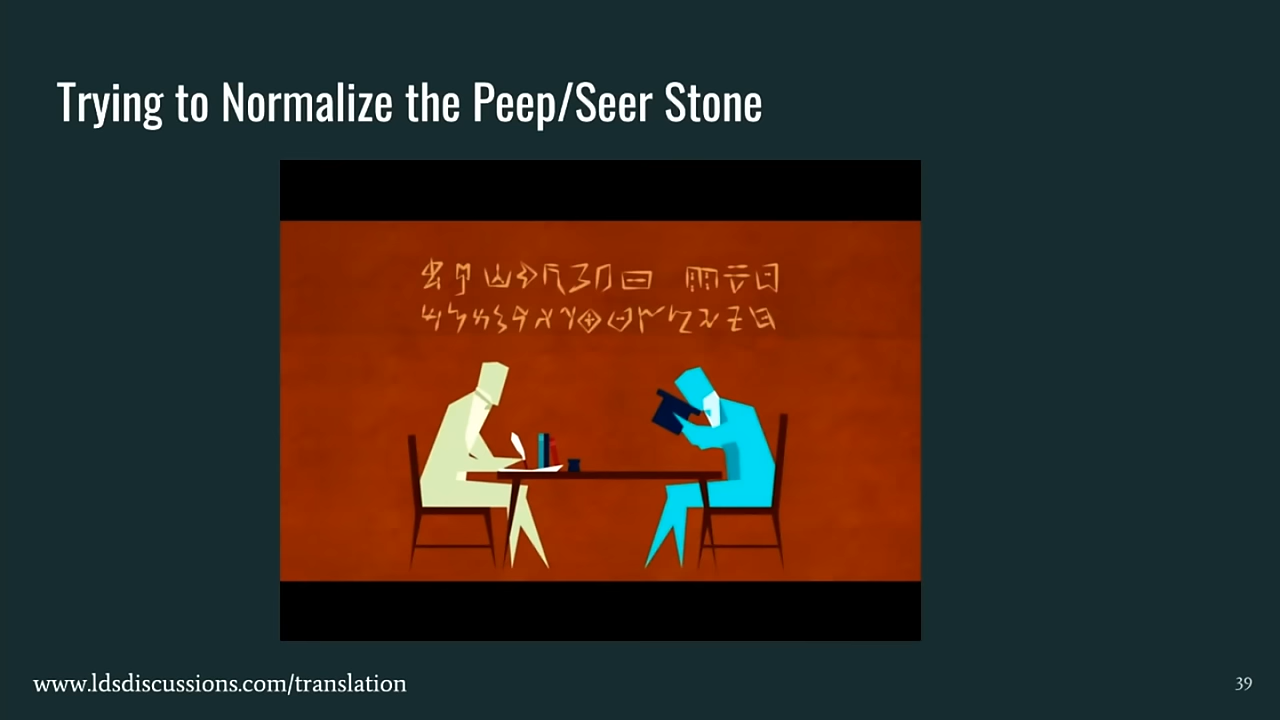 Trying to Normalize the Peep/Seer Stone
www.ldsdiscussions.com/translation
39